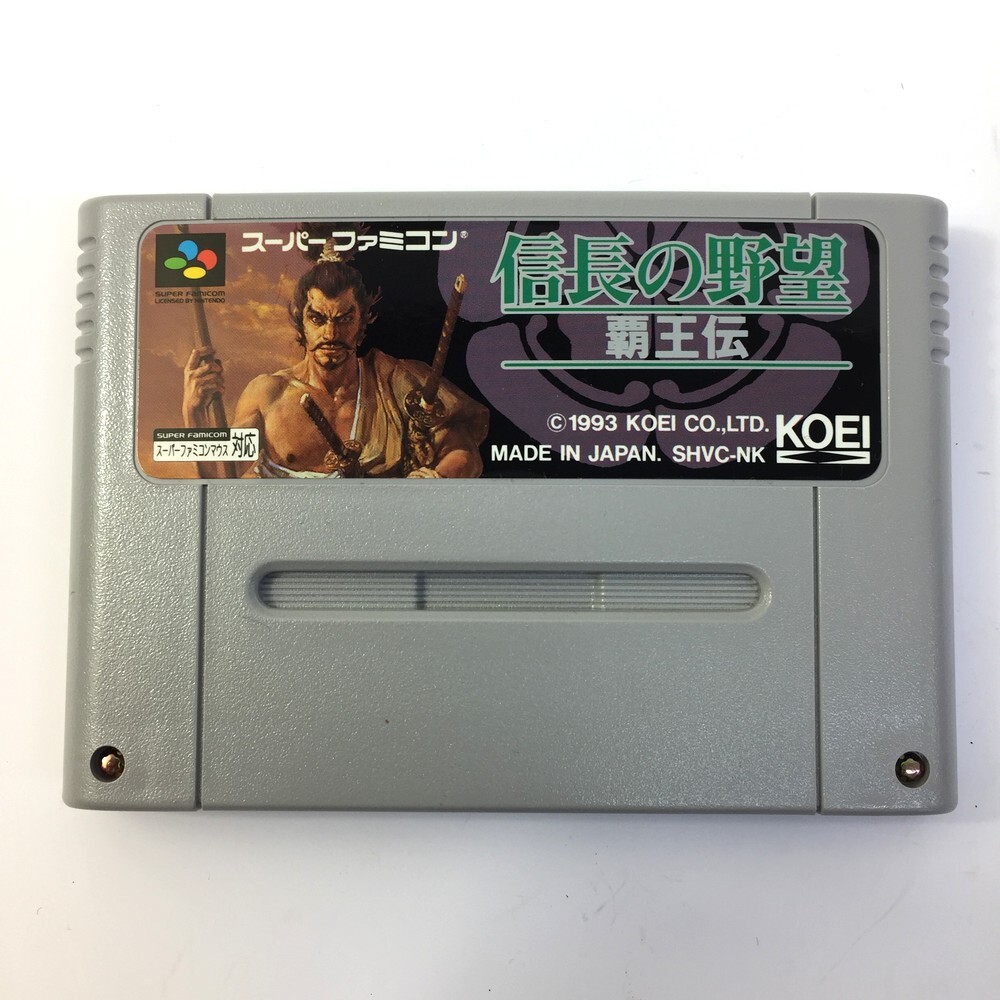 SUPER FAMICOM
LICENSED BY NINTENDO
スーパーファミコン®
信長の野望
覇王伝
SUPER FAMICOM
スーパーファミコンマウス 対応
©1993 KOEI CO.,LTD.
MADE IN JAPAN. SHVC-NK
KOEI